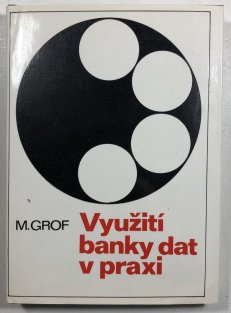 M. GROF
Využití
banky dat
v praxi